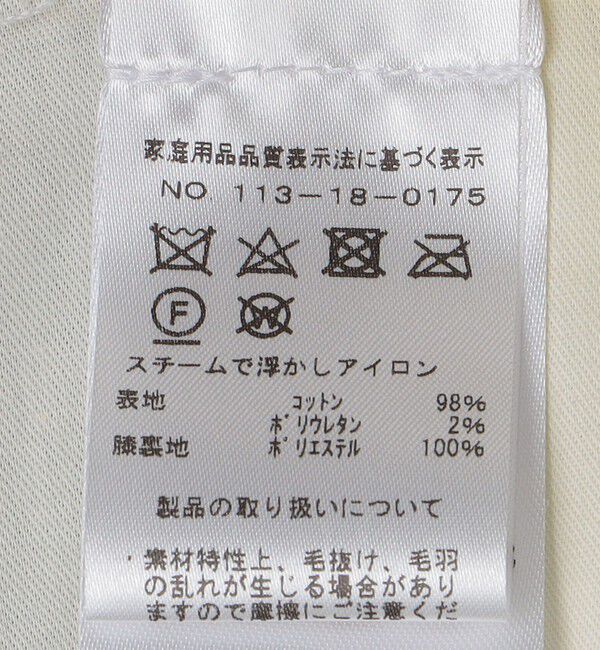 家庭用品品質表示法に基づく表示
NO. 113-18-0175
F W
スチームで浮かしアイロン
表地 コットン 98%
ポリウレタン 2%
膝裏地 ポリエステル 100%
製品の取り扱いについて
・素材特性上、毛抜け、毛羽
の乱れが生じる場合があり
ますので摩擦にご注意くだ